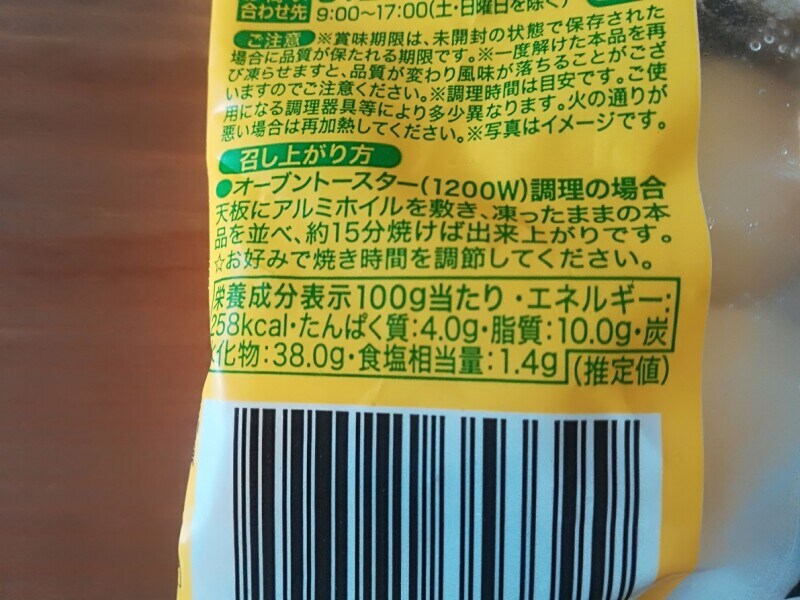 合わせ先 9:00～17:00(土・日曜日を除く)
ご注意 ※賞味期限は、未開封の状態で保存された
場合に品質が保たれる期限です。※一度解けた本品を再
び凍らせますと、品質が変わり風味が落ちることがござ
いますのでご注意ください。※調理時間は目安です。ご使
用になる調理器具等により多少異なります。火の通りが
悪い場合は再加熱してください。※写真はイメージです。
召し上がり方
●オーブントースター(1200W)調理の場合
天板にアルミホイルを敷き、凍ったままの本
品を並べ、約15分焼けば出来上がりです。
☆お好みで焼き時間を調節してください。
栄養成分表示100g当たり・エネルギー:
258kcal・たんぱく質:4.0g・脂質:10.0g・炭
水化物:38.0g・食塩相当量:1.4g (推定値)